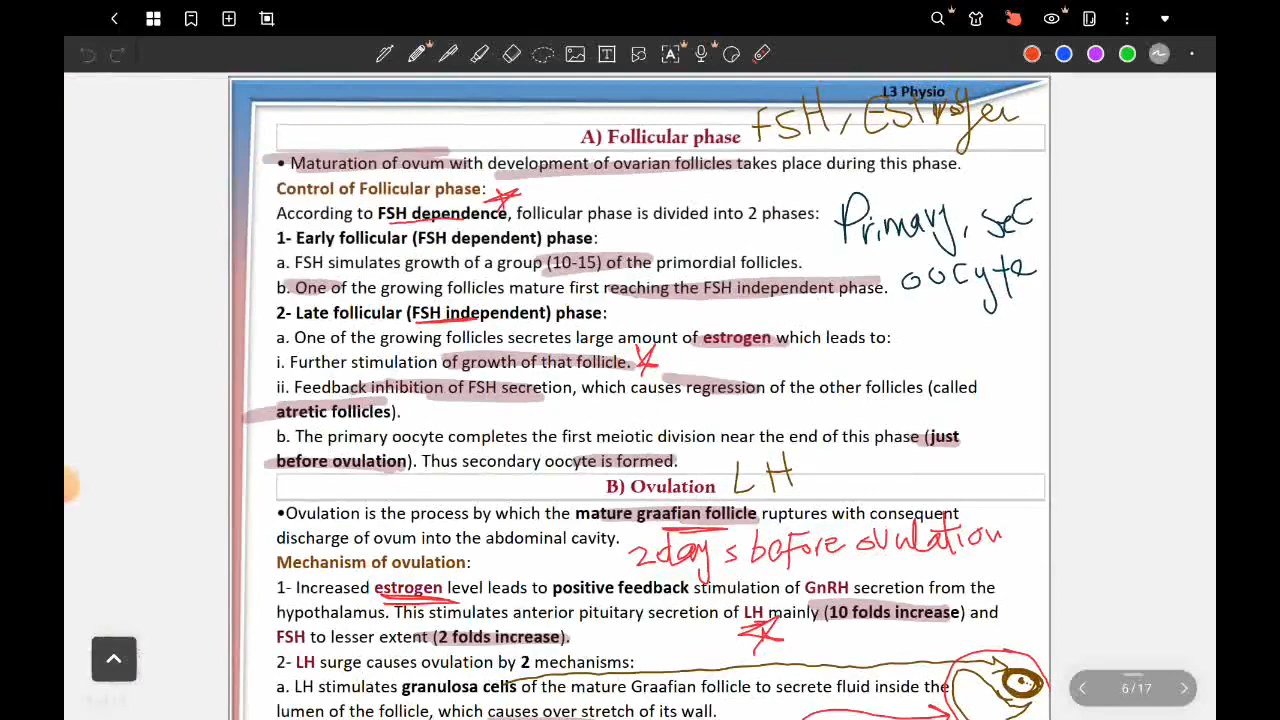 L3 Physio
A) Follicular phase FSH, Estrogen
• Maturation of ovum with development of ovarian follicles takes place during this phase.
Control of Follicular phase:
According to FSH dependence, follicular phase is divided into 2 phases:
Primary, sec
oocyte
1- Early follicular (FSH dependent) phase:
a. FSH simulates growth of a group (10-15) of the primordial follicles.
b. One of the growing follicles mature first reaching the FSH independent phase.
2- Late follicular (FSH independent) phase:
a. One of the growing follicles secretes large amount of estrogen which leads to:
i. Further stimulation of growth of that follicle.
ii. Feedback inhibition of FSH secretion, which causes regression of the other follicles (called
atretic follicles).
b. The primary oocyte completes the first meiotic division near the end of this phase (just
before ovulation). Thus secondary oocyte is formed.
B) Ovulation LH
•Ovulation is the process by which the mature graafian follicle ruptures with consequent
discharge of ovum into the abdominal cavity.
2days before ovulation
Mechanism of ovulation:
1- Increased estrogen level leads to positive feedback stimulation of GnRH secretion from the
hypothalamus. This stimulates anterior pituitary secretion of LH mainly (10 folds increase) and
FSH to lesser extent (2 folds increase).
2- LH surge causes ovulation by 2 mechanisms:
a. LH stimulates granulosa cells of the mature Graafian follicle to secrete fluid inside the
lumen of the follicle, which causes over stretch of its wall.
6/17